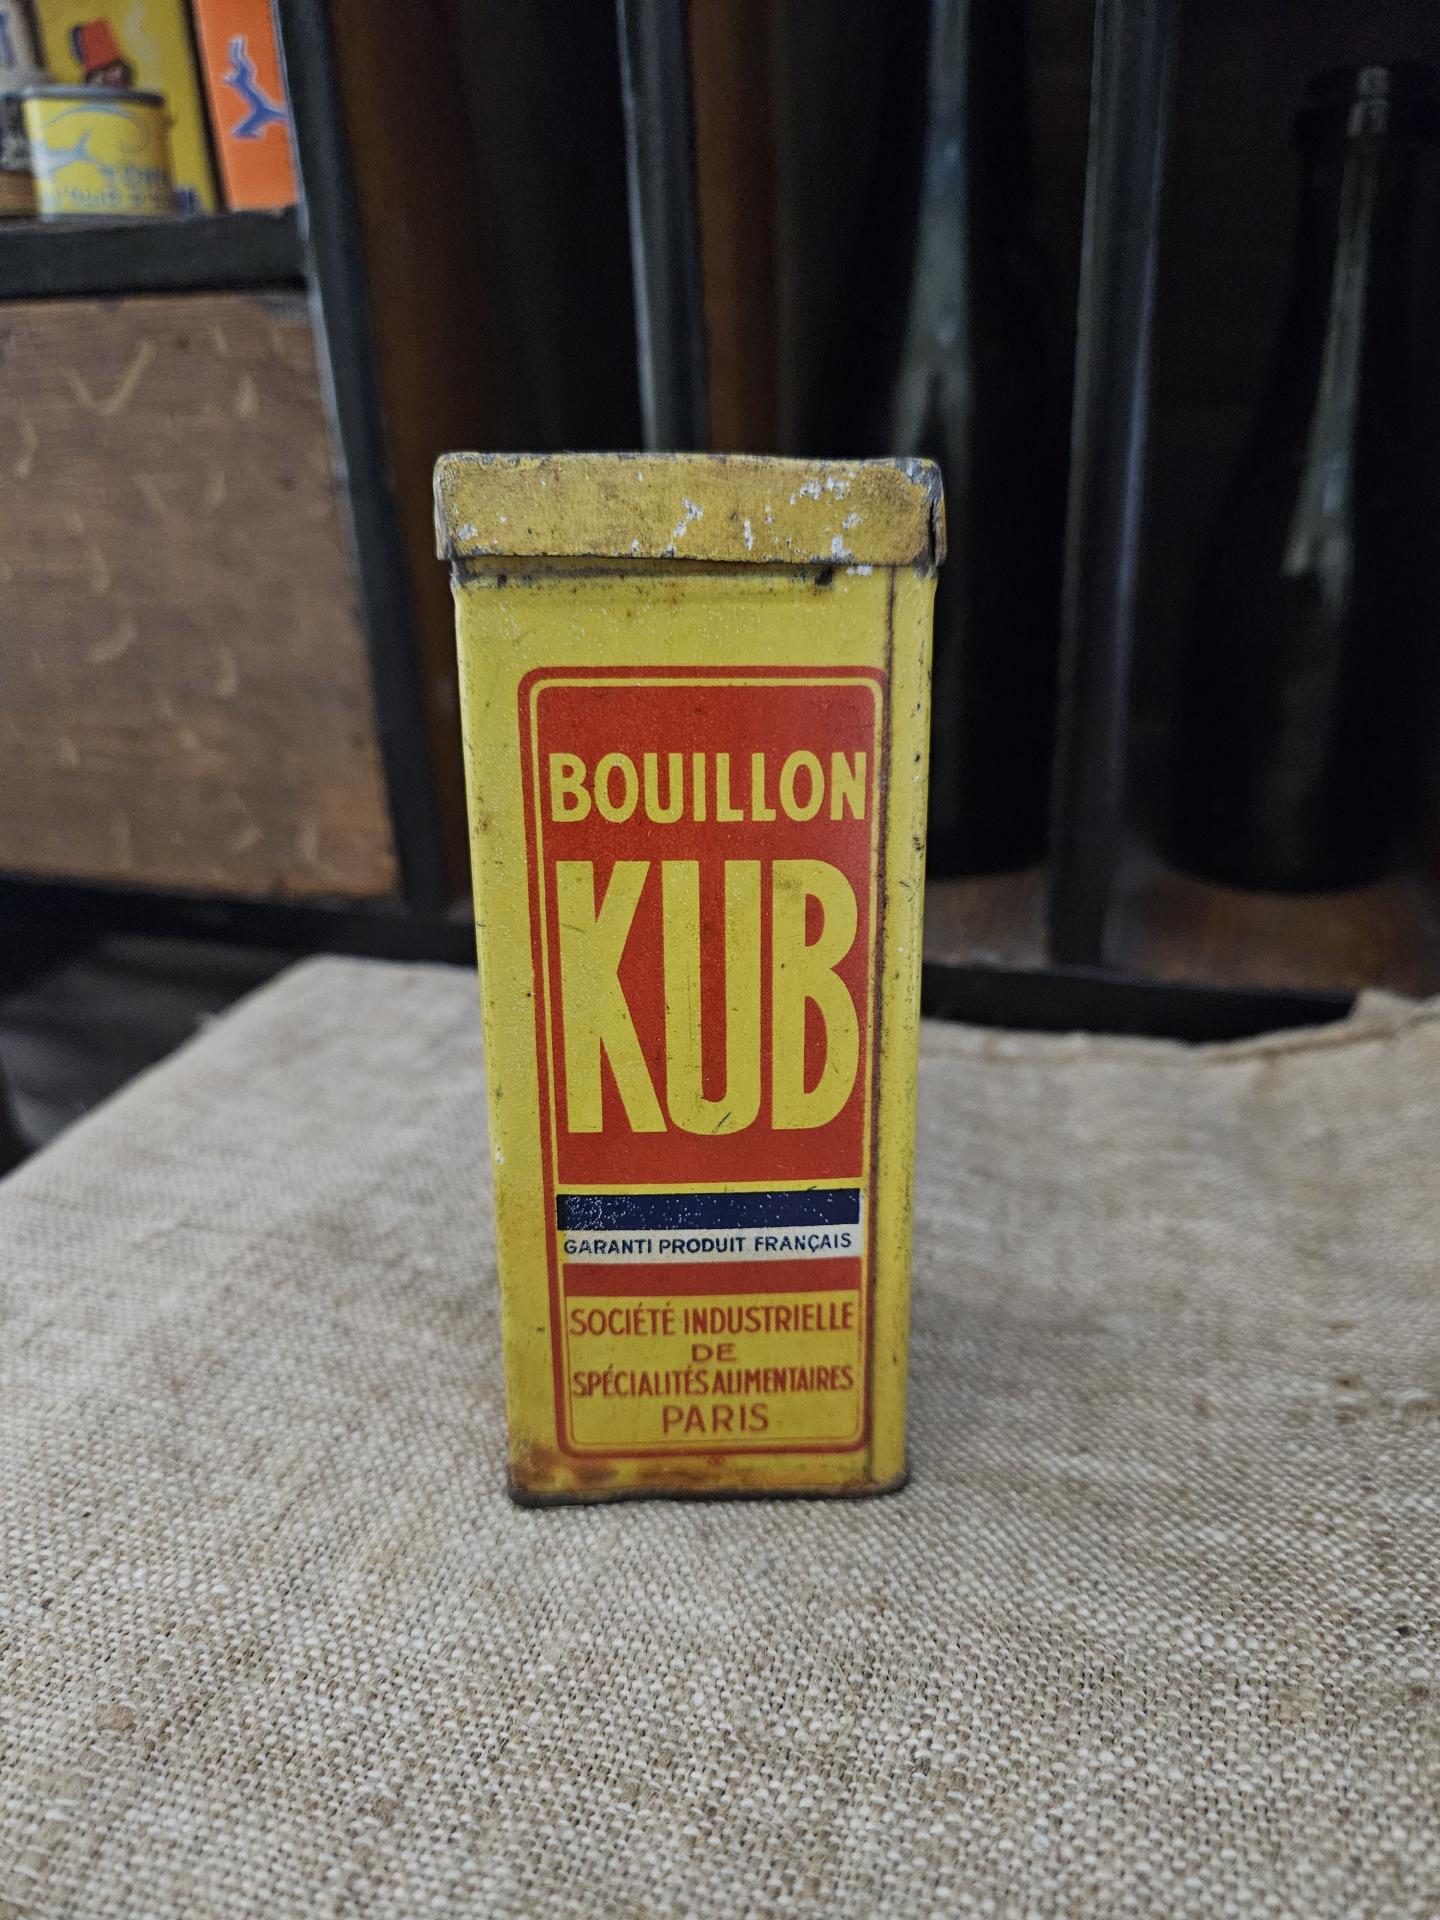 BOUILLON
KUB
GARANTI PRODUIT FRANÇAIS
SOCIÉTÉ INDUSTRIELLE
DE
SPÉCIALITÉS ALIMENTAIRES
PARIS